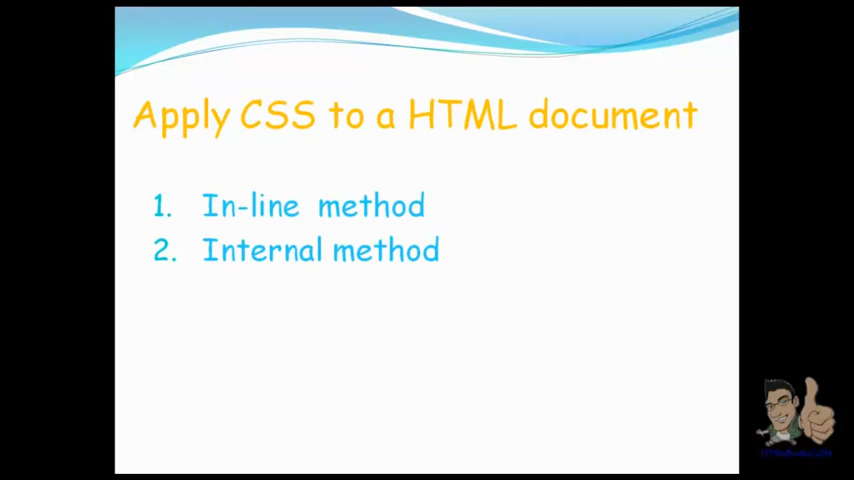 Apply CSS to a HTML document
1. In-line method
2. Internal method